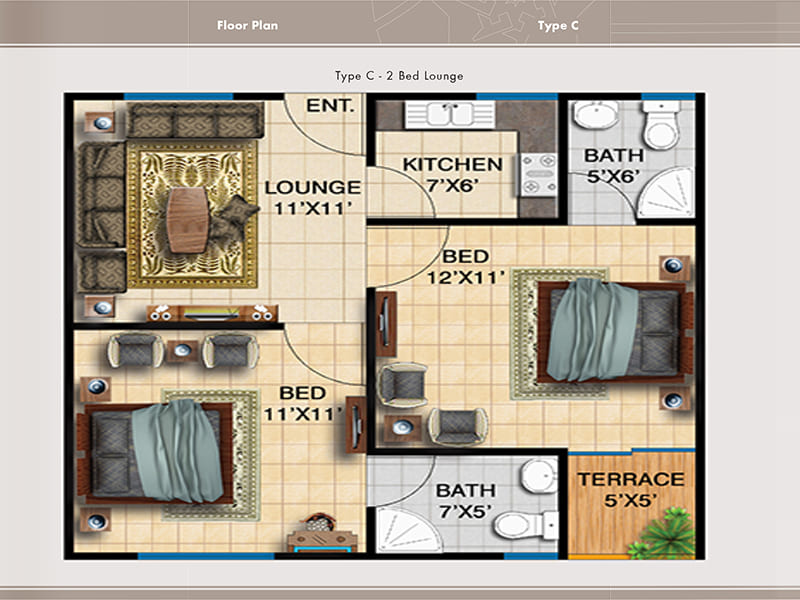 Floor Plan
Type C
Type C - 2 Bed Lounge
ENT.
KITCHEN
7'X6'
BATH
5'X6'
LOUNGE
11'X11'
BED
12'X11'
BED
11'X11'
BATH
7'X5'
TERRACE
5'X5'